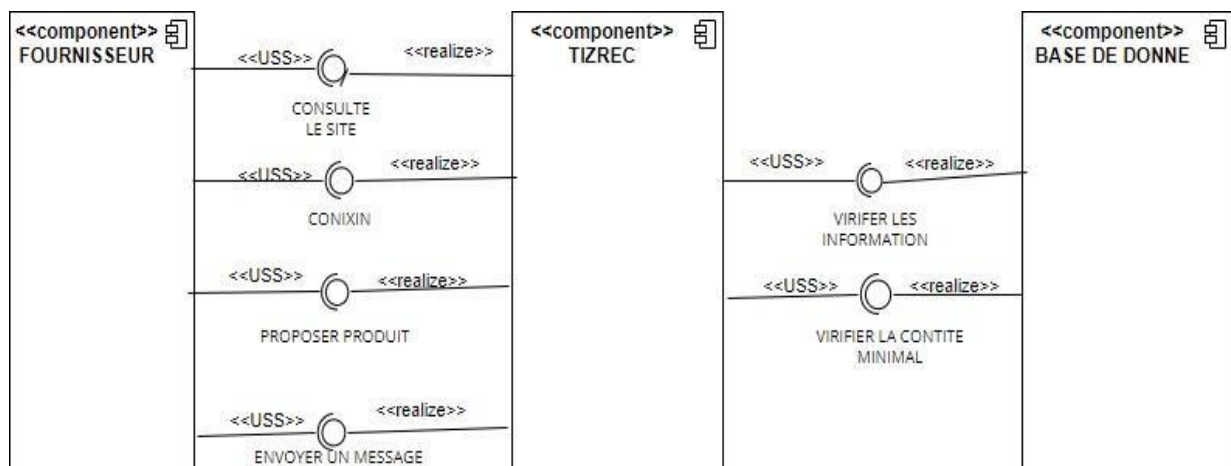 <<component>>
FOURNISSEUR
<<component>>
TIZREC
<<component>>
BASE DE DONNE
<<USS>>
<<realize>>
CONSULTE
LE SITE
<<USS>>
<<realize>>
CONIXIN
<<USS>>
<<realize>>
VIRIFER LES
INFORMATION
<<USS>>
<<realize>>
PROPOSER PRODUIT
<<USS>>
<<realize>>
VIRIFIER LA CONTITE
MINIMAL
<<USS>>
<<realize>>
ENVOYER UN MESSAGE